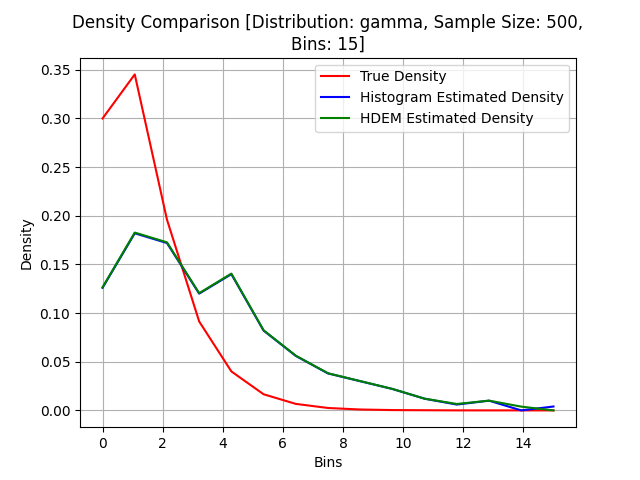 Density Comparison [Distribution: gamma, Sample Size: 500,
Bins: 15]
True Density
Histogram Estimated Density
HDEM Estimated Density
Density
0.35
0.30
0.25
0.20
0.15
0.10
0.05
0.00
0 2 4 6 8 10 12 14
Bins